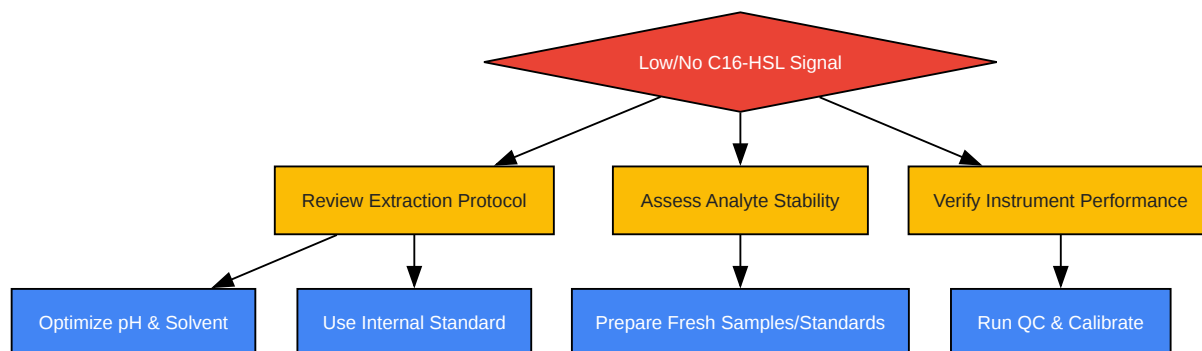 Low/No C16-HSL Signal
Review Extraction Protocol
Assess Analyte Stability
Verify Instrument Performance
Optimize pH & Solvent
Use Internal Standard
Prepare Fresh Samples/Standards
Run QC & Calibrate